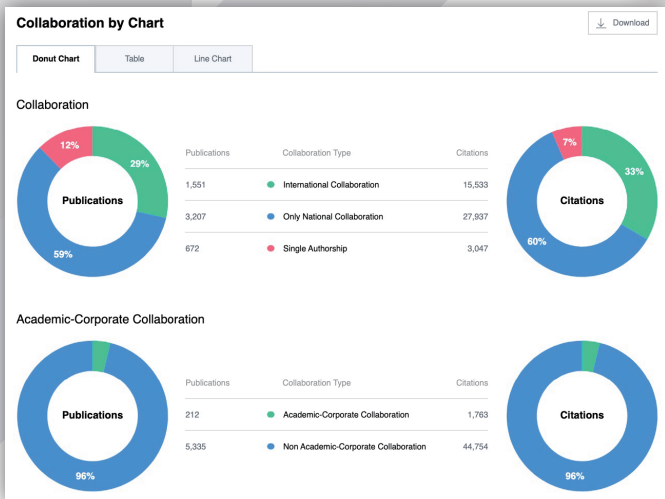 Collaboration by Chart
Download
Donut Chart Table Line Chart
Collaboration
12%
29%
Publications
59%
Publications Collaboration Type Citations
1,551 International Collaboration 15,533
3,207 Only National Collaboration 27,937
672 Single Authorship 3,047
7%
33%
Citations
60%
Academic-Corporate Collaboration
Publications
96%
Publications Collaboration Type Citations
212 Academic-Corporate Collaboration 1,763
5,335 Non Academic-Corporate Collaboration 44,754
Citations
96%